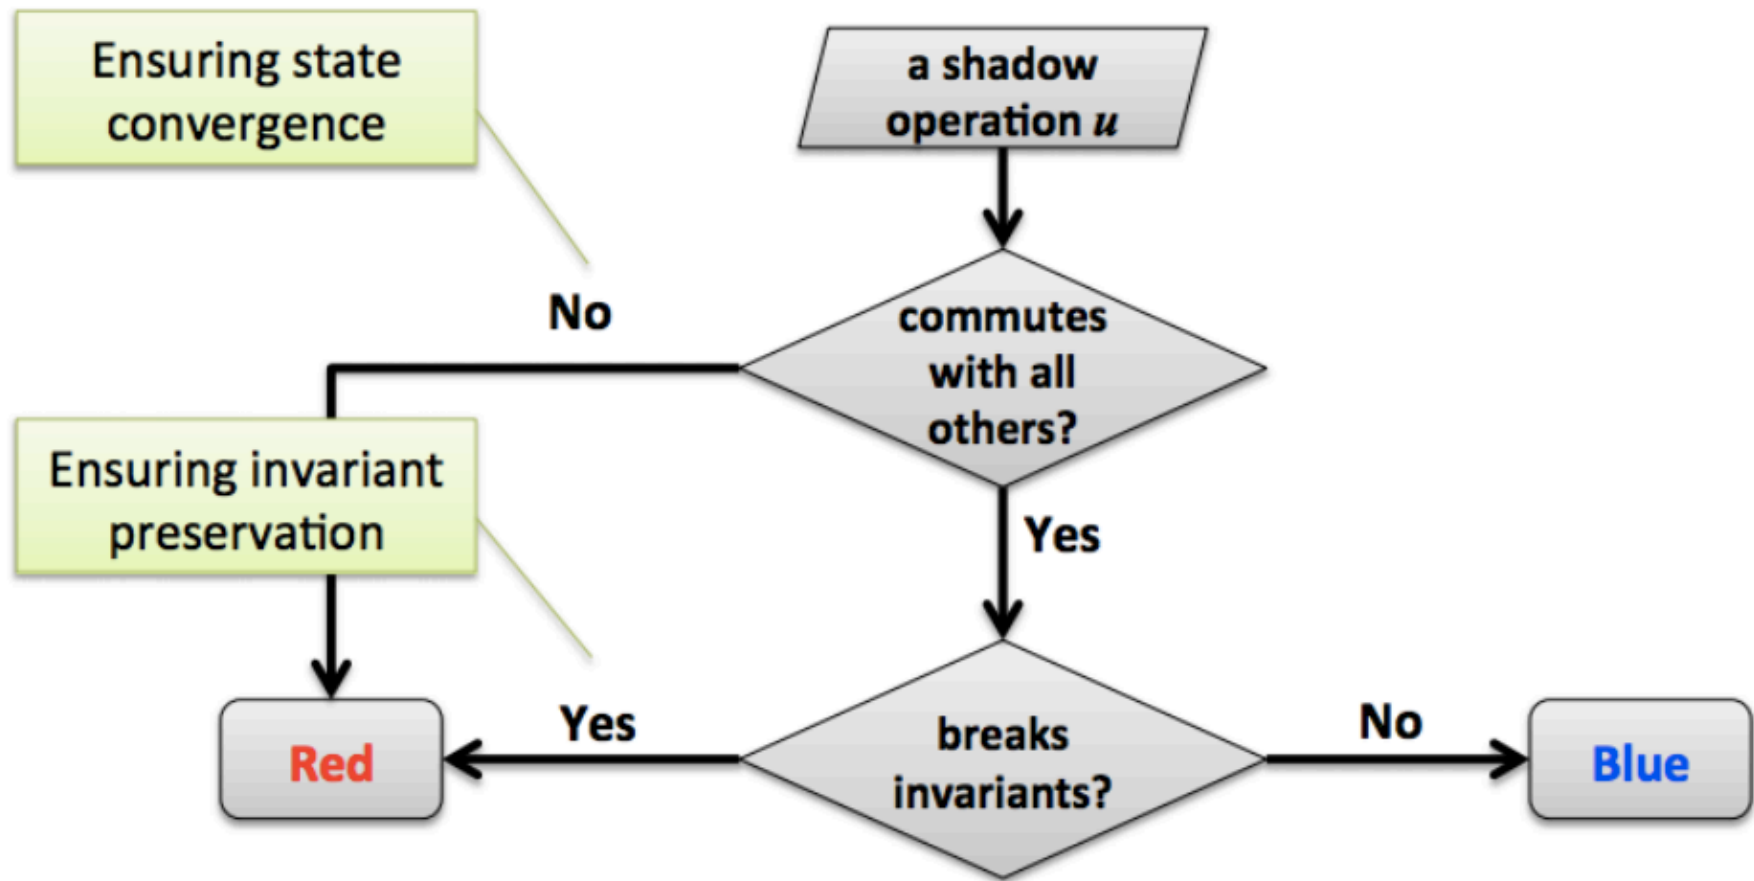 Ensuring state
convergence
a shadow
operation u
No
commutes
with all
others?
Ensuring invariant
preservation
Yes
Red
Yes
breaks
invariants?
No
Blue